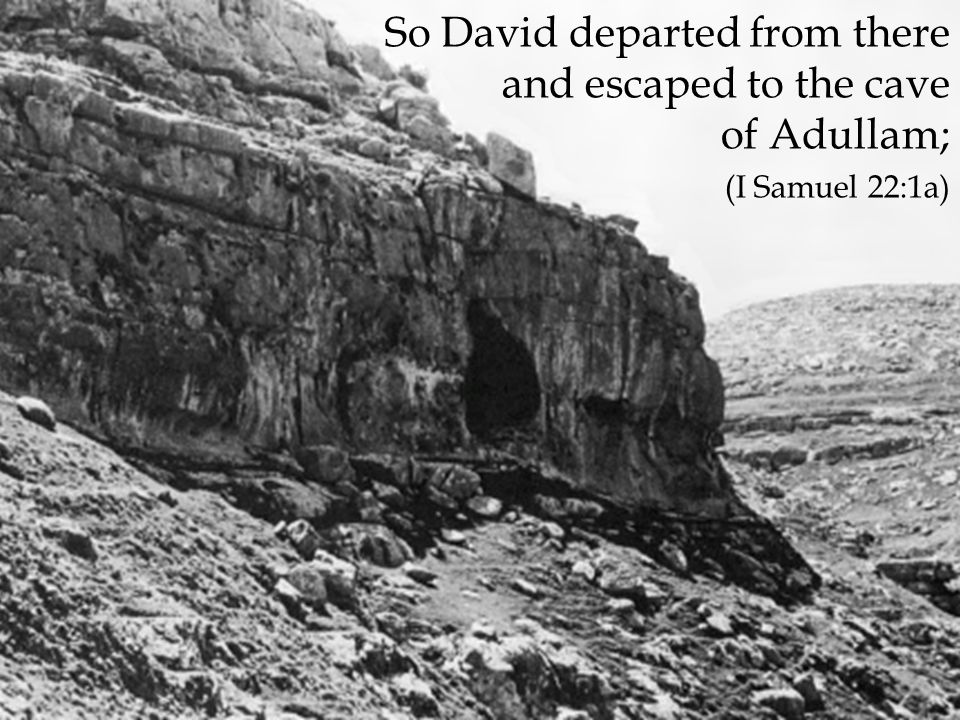 So David departed from there
and escaped to the cave
of Adullam;
(I Samuel 22:1a)